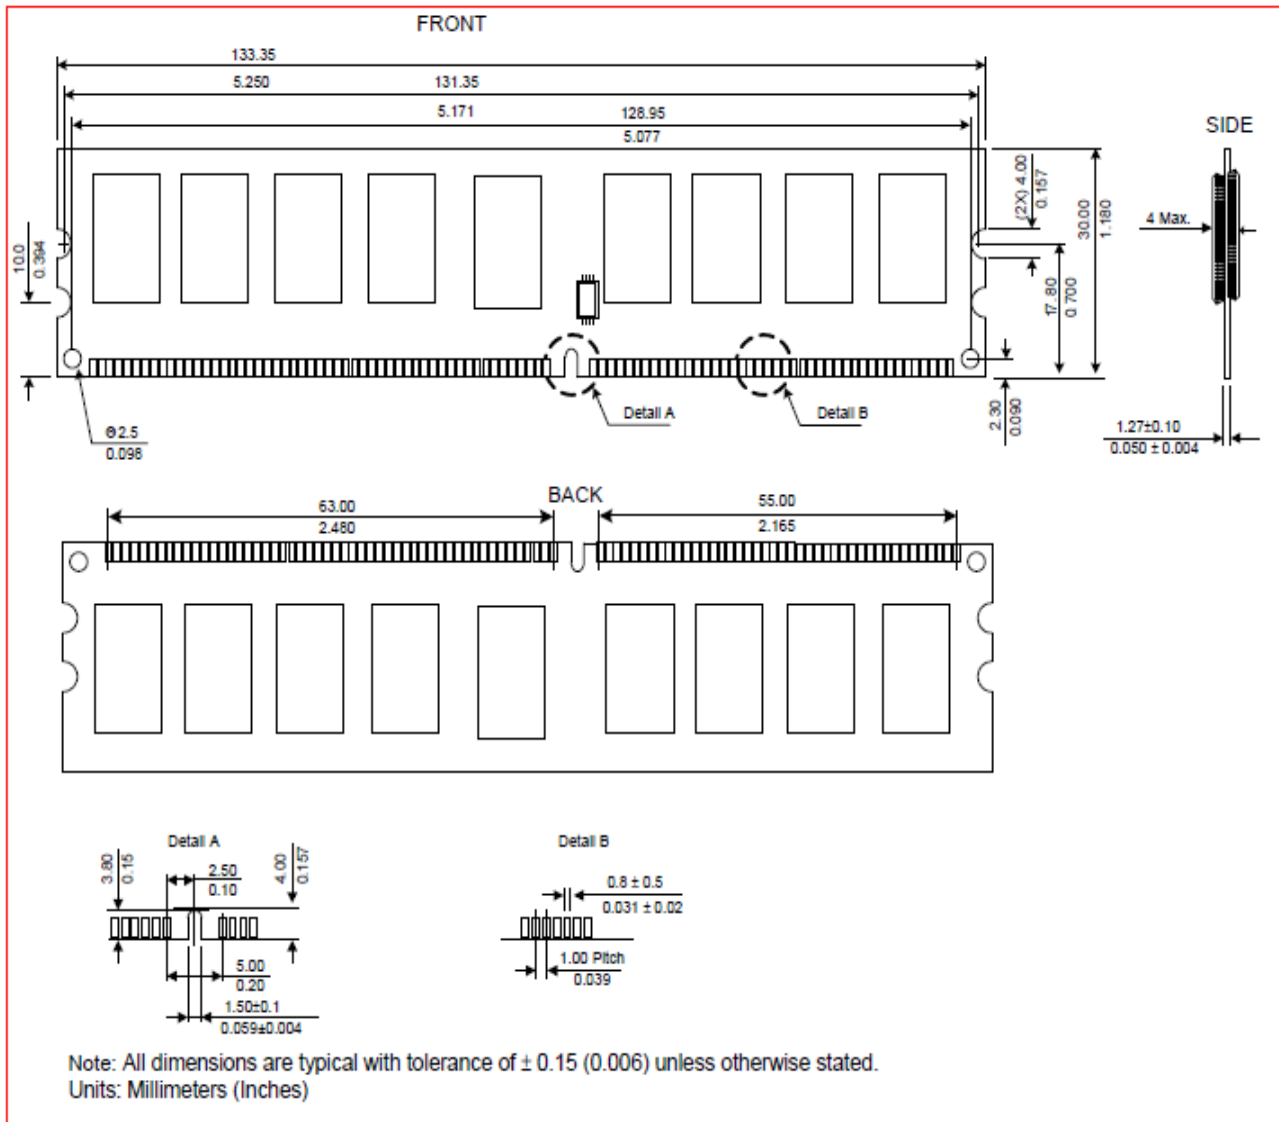 FRONT
133.35
5.250
131.35
5.171
128.95
5.077
SIDE
(2X) 4.00
0.157
30.00
1.180
4 Max.
10.0
0.394
17.80
0.700
Detail A
Detail B
2.30
0.090
1.27±0.10
0.050 ± 0.004
2.5
0.098
BACK
63.00
2.480
55.00
2.165
Detail A
3.80
0.15
2.50
0.10
4.00
0.157
5.00
0.20
1.50±0.1
0.059±0.004
Detail B
0.8 ± 0.5
0.031 ± 0.02
1.00 Pitch
0.039
Note: All dimensions are typical with tolerance of ± 0.15 (0.006) unless otherwise stated.
Units: Millimeters (Inches)